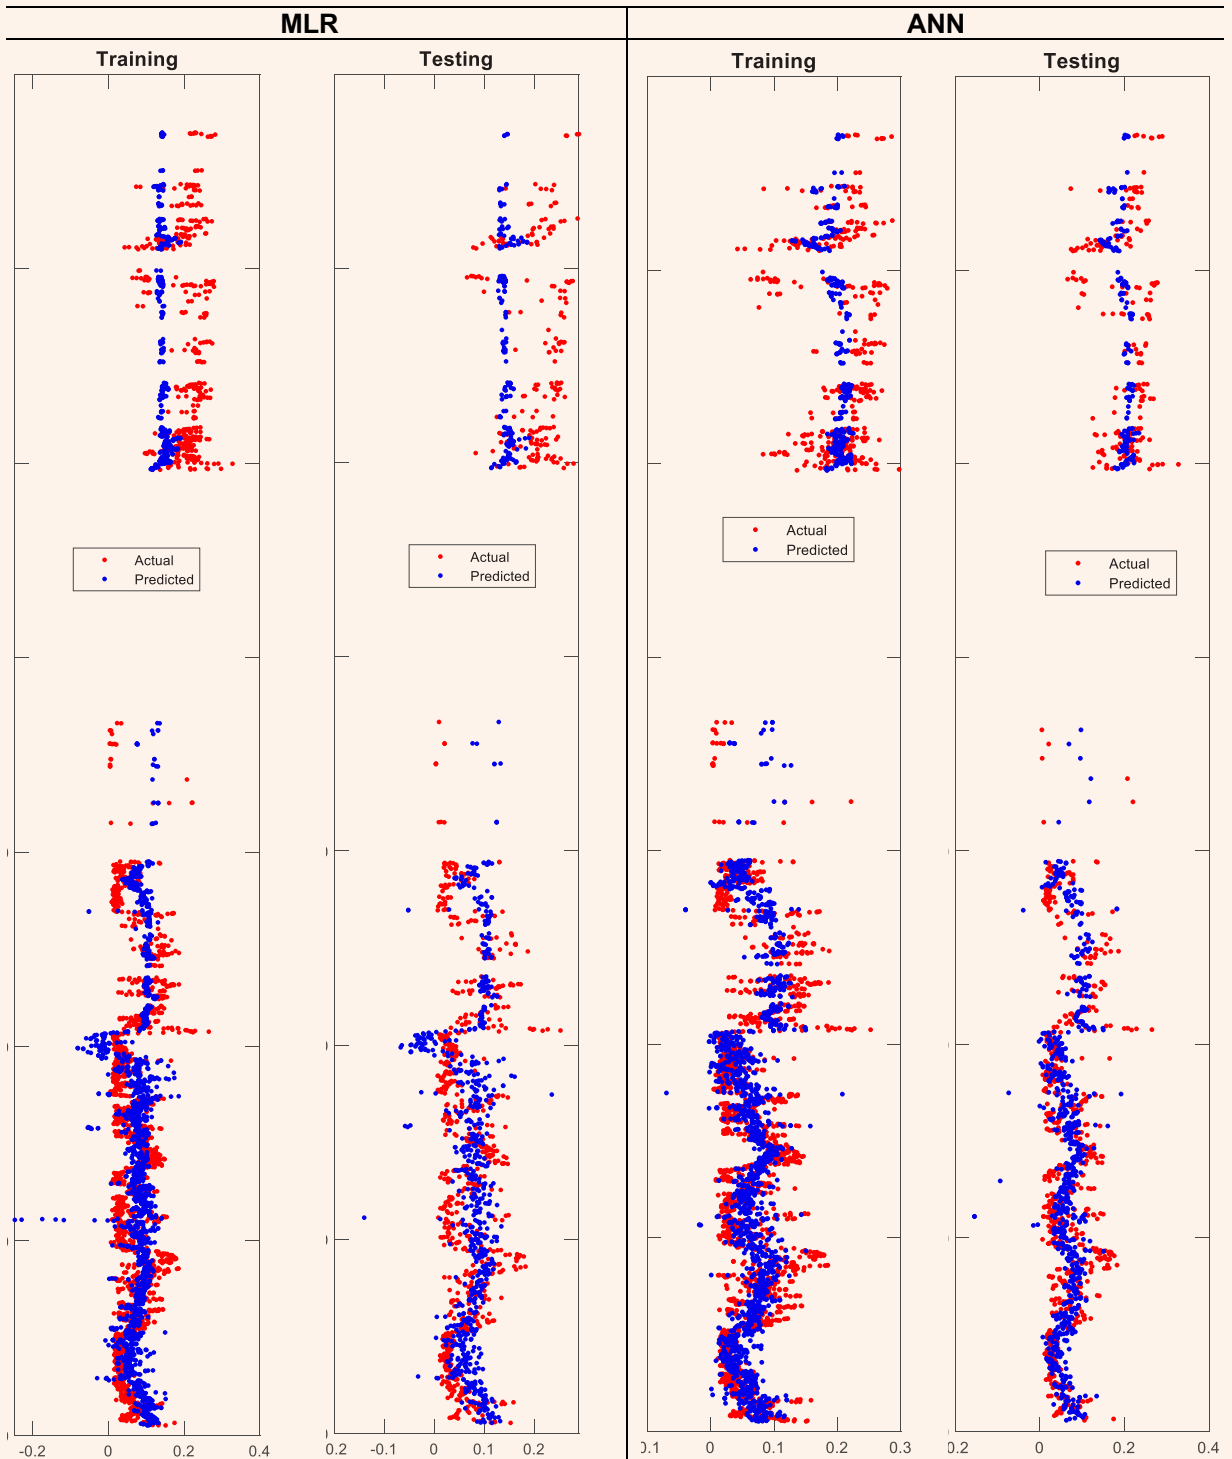 MLR ANN
Training Testing Training Testing
Actual
Predicted
Actual
Predicted
Actual
Predicted
Actual
Predicted
-0.2 0 0.2 0.4 0.2 0 0.1 0.2 0.1 0 0.1 0.2 0.3 0.2 0 0.2 0.4